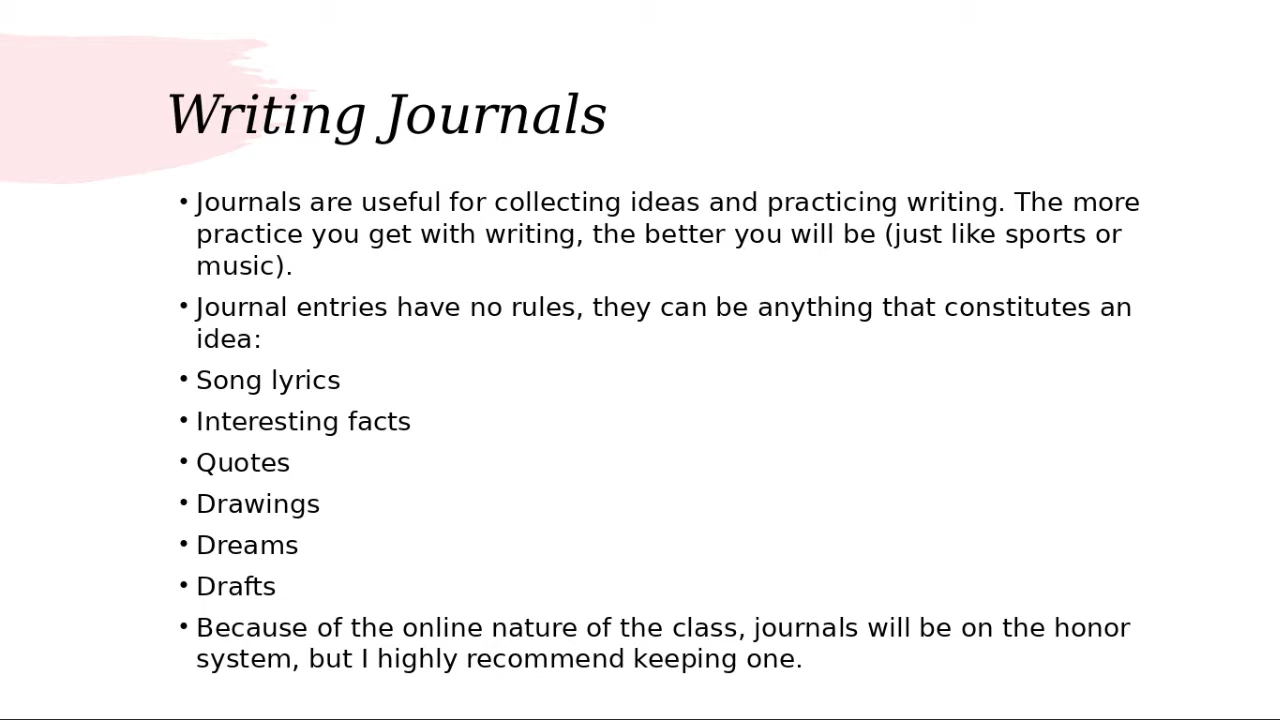 Writing Journals
• Journals are useful for collecting ideas and practicing writing. The more
practice you get with writing, the better you will be (just like sports or
music).
• Journal entries have no rules, they can be anything that constitutes an
idea:
• Song lyrics
• Interesting facts
• Quotes
• Drawings
• Dreams
• Drafts
• Because of the online nature of the class, journals will be on the honor
system, but I highly recommend keeping one.